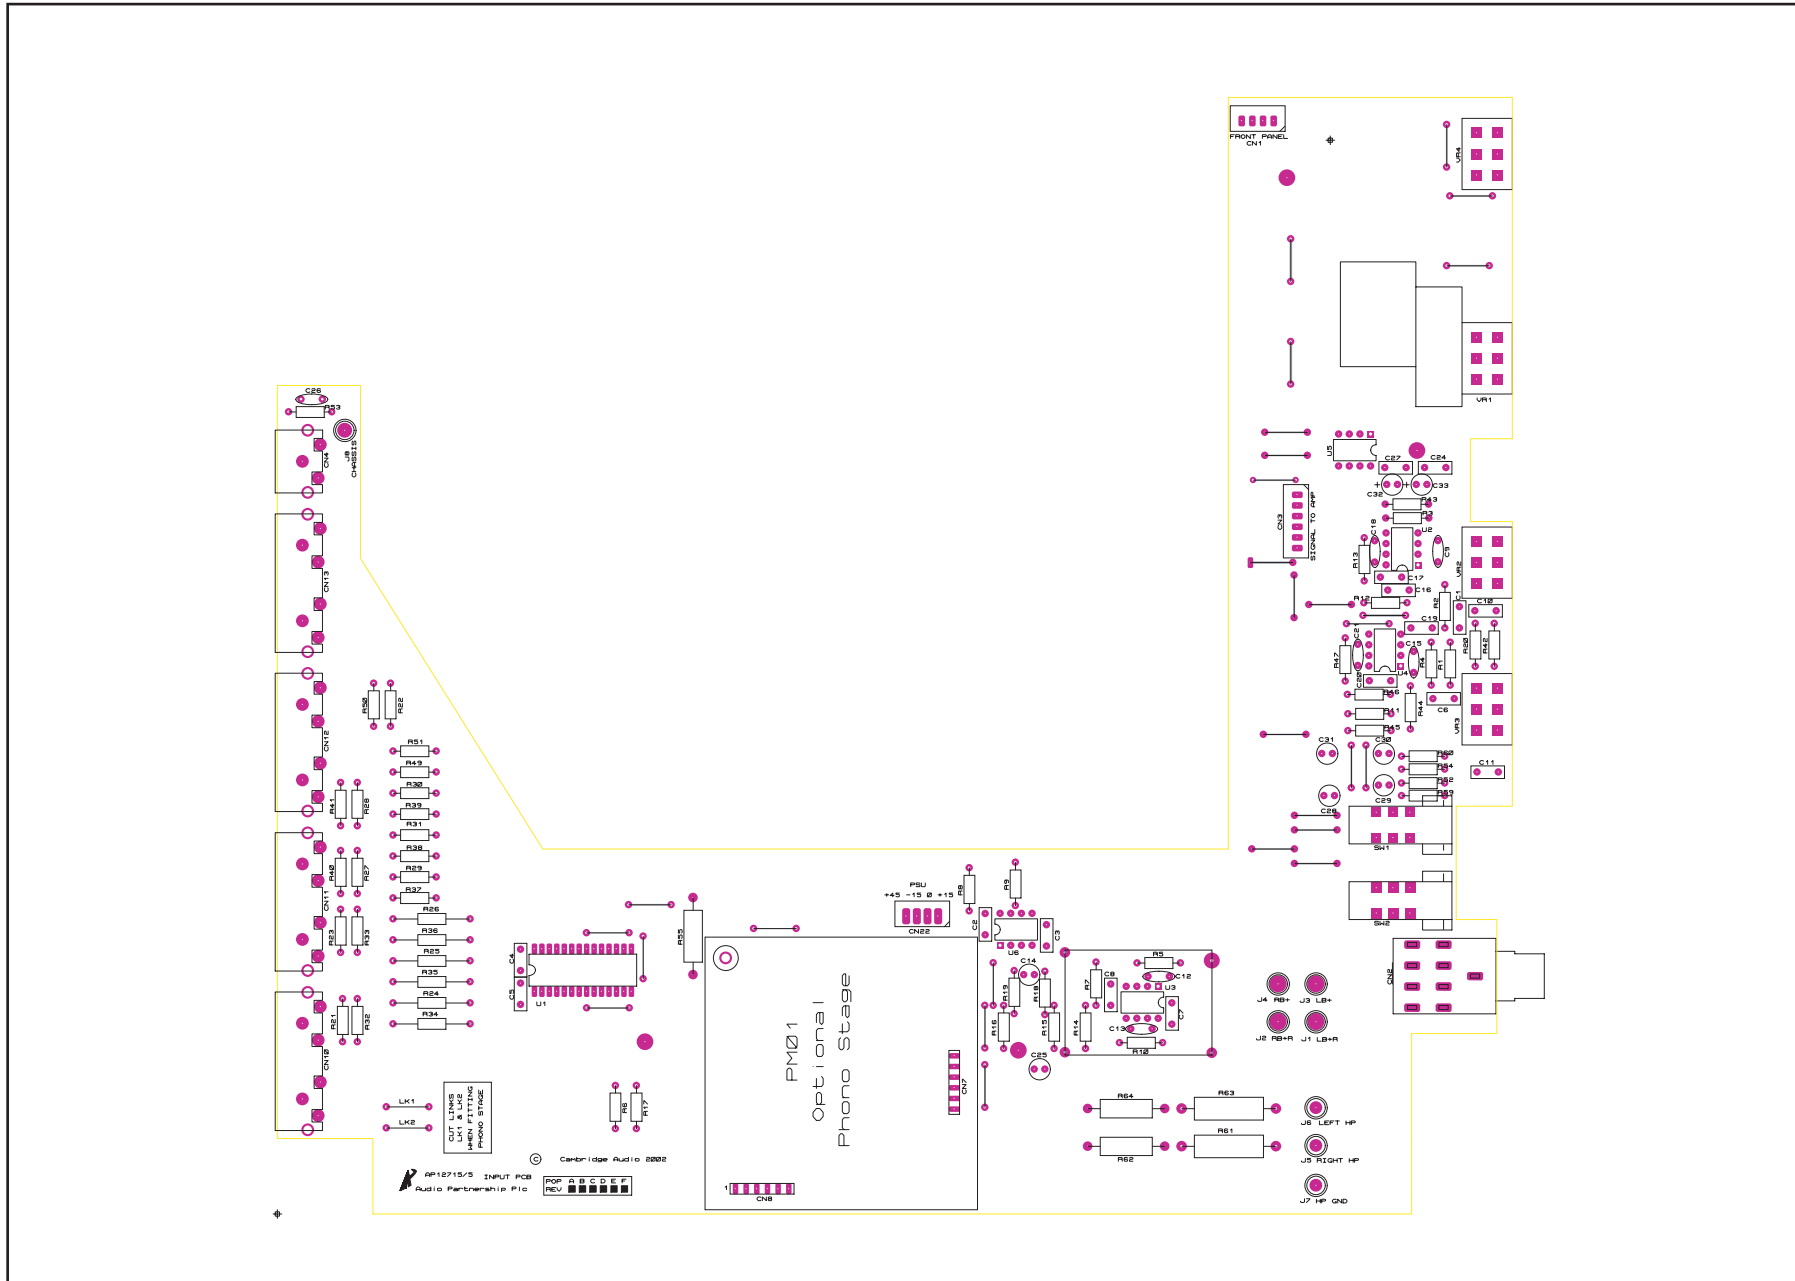 FRONT PANEL
CN1
VR4
VR1
C26
R53
CN4
J8
CHASSIS
U5
C27
C24
C32
C33
+
+
R43
R3
CN3
SIGNAL TO AMP
C18
U2
C9
R13
VR2
C17
C16
R12
R2
C1
C10
CN13
C19
C21
C15
R47
R4
R1
R20
R42
U4
C20
R46
R44
C6
R11
R45
VR3
R50
R22
CN12
C31
C30
R60
R54
C11
R52
C29
R59
C28
SW1
R51
R49
R30
R39
R31
R38
R29
R37
R26
R36
R25
R35
R24
R34
R41
R28
R40
R27
CN11
R23
R33
R21
R32
CN10
SW2
PSU
+45 -15 0 +15
CN22
R8
R9
C2
C3
U6
R55
C4
C5
U1
C14
R19
R18
R16
R15
R14
R7
C8
R5
C12
U3
C7
C13
R10
C25
CN2
J4 RB+
J3 LB+
J2 RB+R
J1 LB+R
PM01
Optional
Phono Stage
CN7
R64
R63
R62
R61
J6 LEFT HP
J5 RIGHT HP
J7 HP GND
LK1
LK2
CUT LINKS
LK1 & LK2
WHEN FITTING
PHONO STAGE
R6
R17
© Cambridge Audio 2002
AP12715/5 INPUT PCB
Audio Partnership Plc
POP A B C D E F
REV
1
CN8